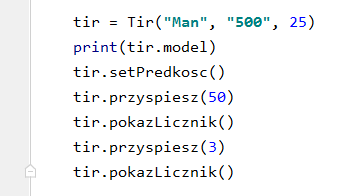 tir = Tir("Man", "500", 25)
print(tir.model)
tir.setPredkosc()
tir.przyspiesz(50)
tir.pokazLicznik()
tir.przyspiesz(3)
tir.pokazLicznik()